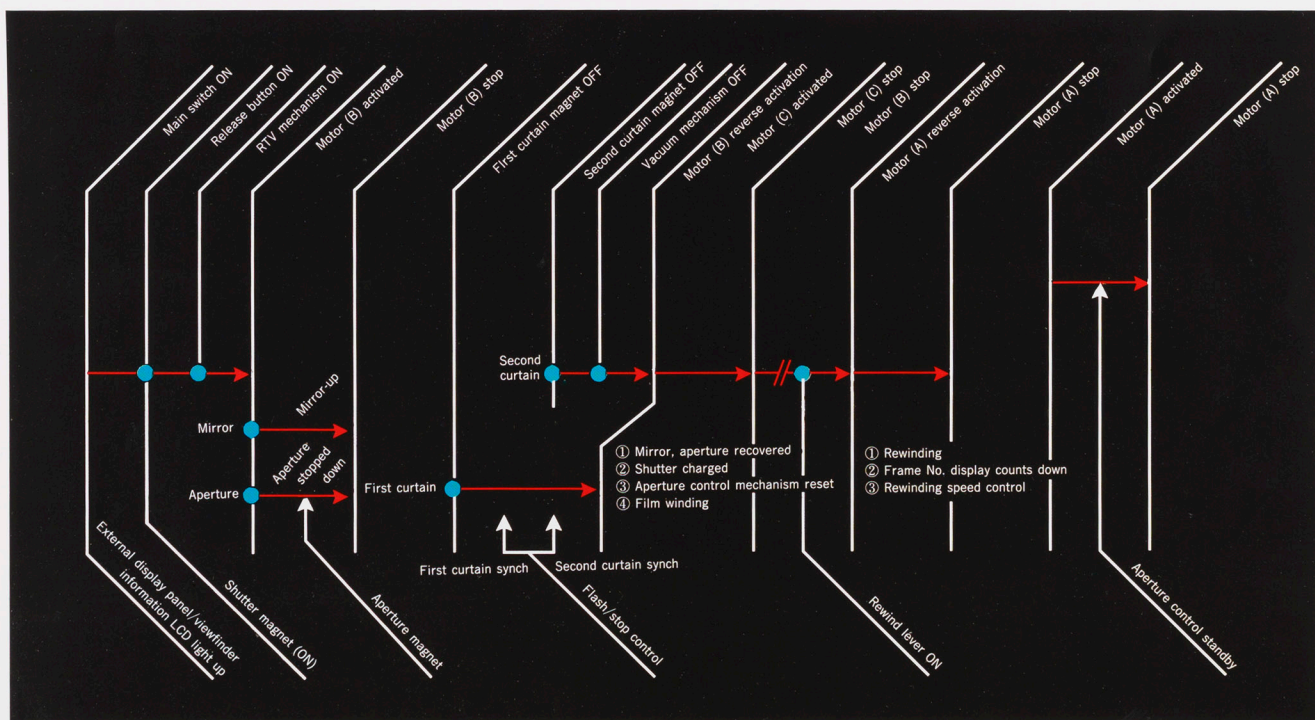 Main switch ON
Release button ON
RTV mechanism ON
Motor (B) activated
Motor (B) stop
FIrst curtain magnet OFF
Second curtain magnet OFF
Vacuum mechanism OFF
Motor (B) reverse activation
Motor (C) activated
Motor (C) stop
Motor (B) stop
Motor (A) reverse activation
Motor (A) stop
Motor (A) activated
Motor (A) stop
Second
curtain
Mirror
Mirror-up
Aperture
Aperture
stopped
down
First curtain
① Mirror, aperture recovered
② Shutter charged
③ Aperture control mechanism reset
④ Film winding
① Rewinding
② Frame No. display counts down
③ Rewinding speed control
First curtain synch
Second curtain synch
External display panel/viewfinder
information LCD light up
Shutter magnet (ON)
Aperture magnet
Flash/stop control
Rewind lever ON
Aperture control standby